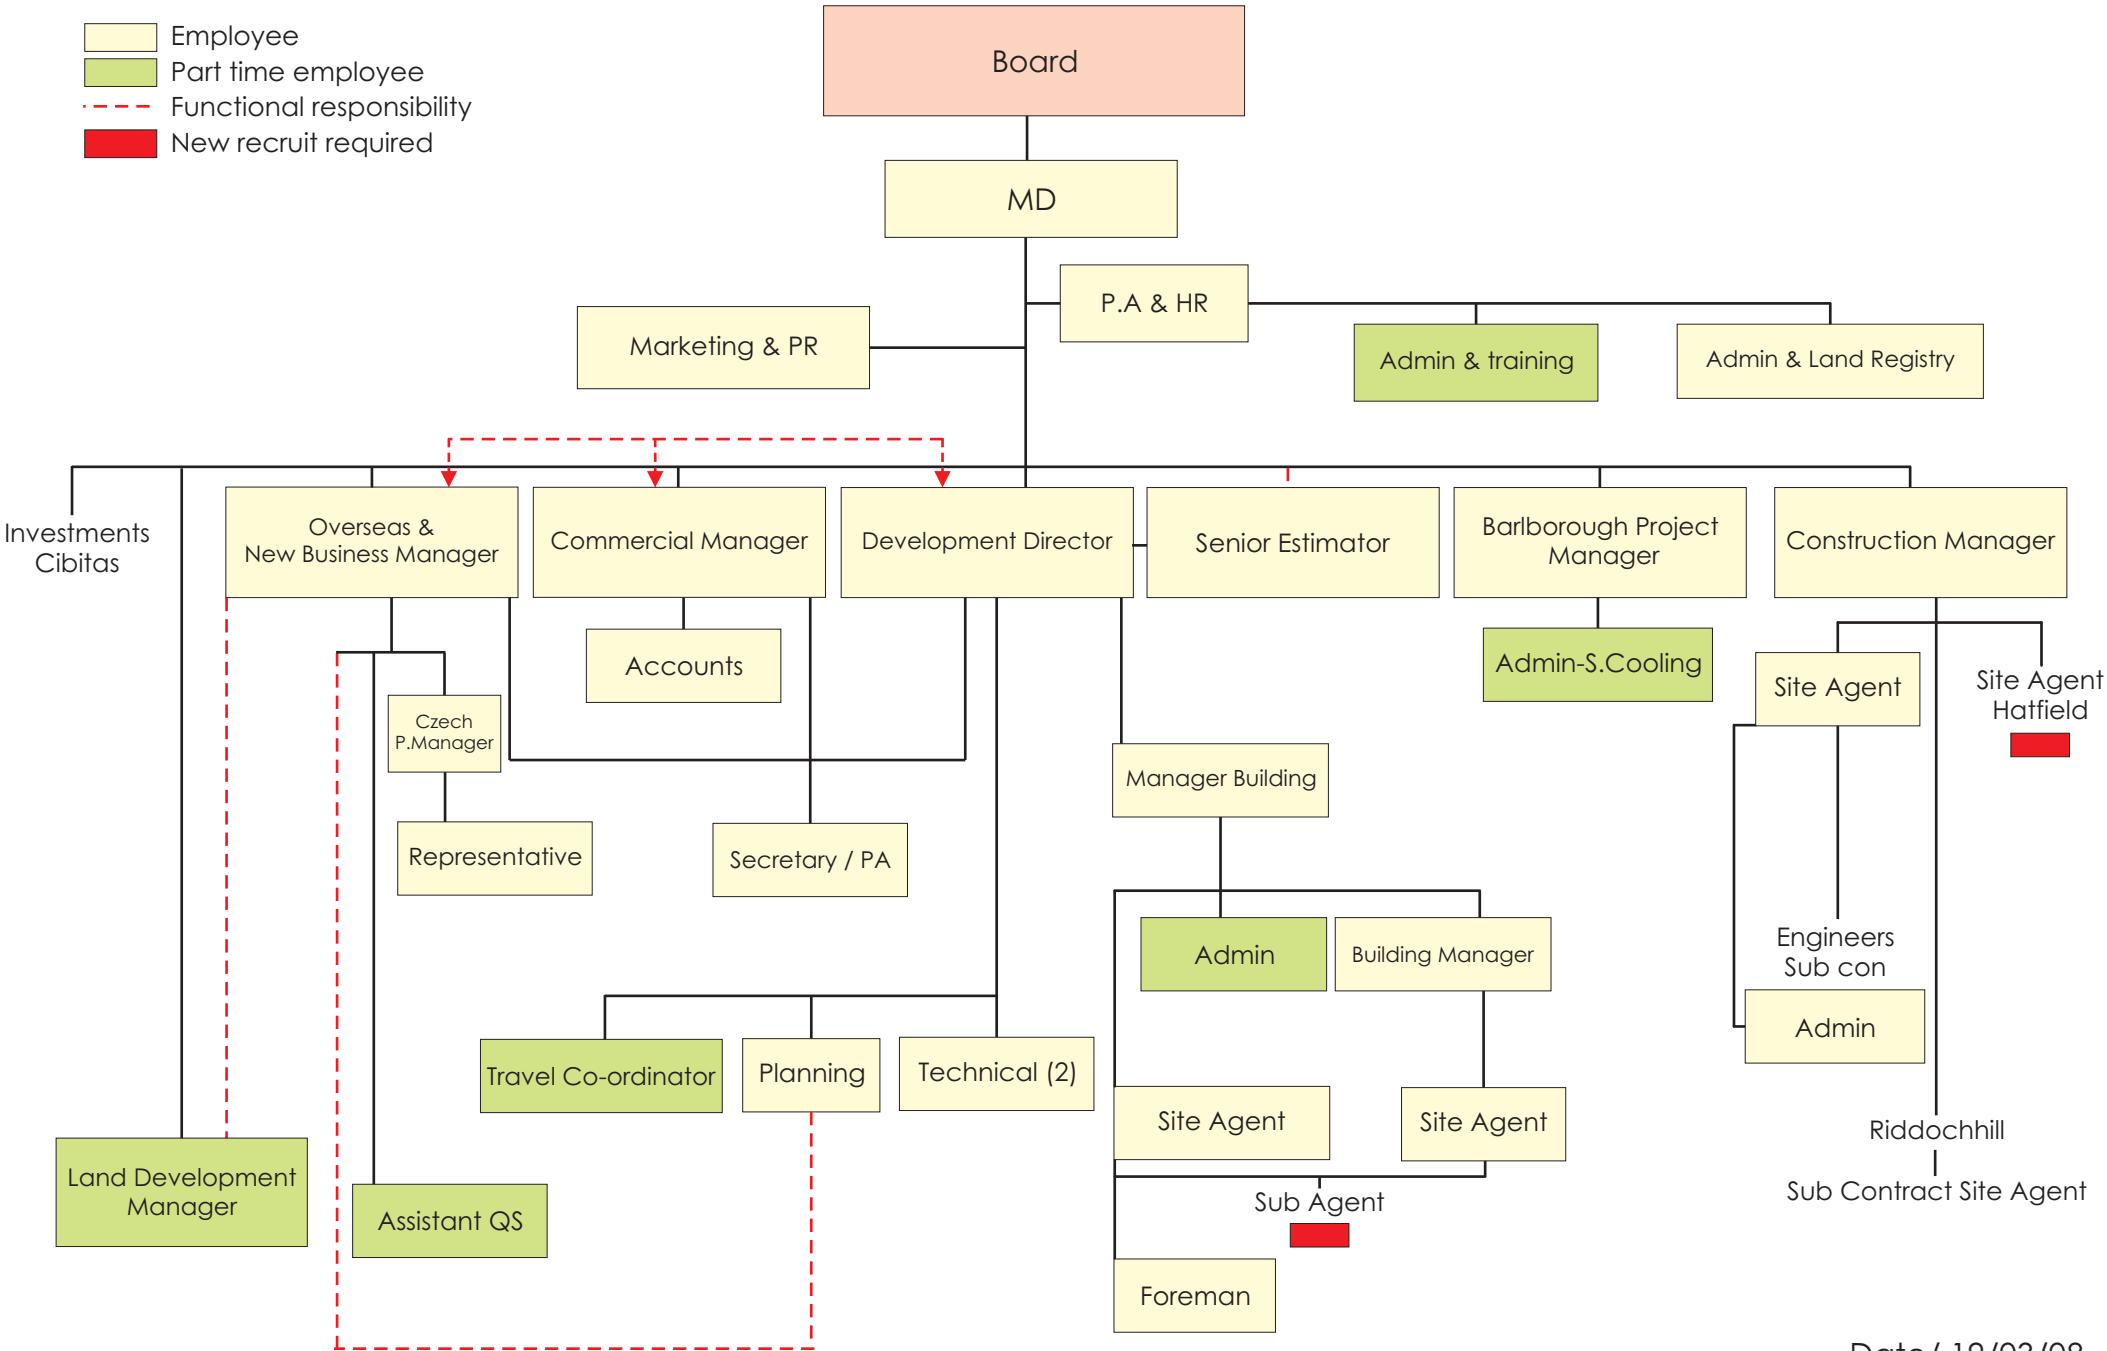 Employee
Part time employee
Functional responsibility
New recruit required
Board
MD
P.A & HR
Marketing & PR
Admin & training
Admin & Land Registry
Investments
Cibitas
Overseas &
New Business Manager
Commercial Manager
Development Director
Senior Estimator
Barlborough Project
Manager
Construction Manager
Accounts
Admin-S.Cooling
Site Agent
Site Agent
Hatfield
Czech
P.Manager
Manager Building
Representative
Secretary / PA
Admin
Building Manager
Engineers
Sub con
Admin
Travel Co-ordinator
Planning
Technical (2)
Site Agent
Site Agent
Riddochhill
Land Development
Manager
Assistant QS
Sub Agent
Sub Contract Site Agent
Foreman
Date/ 19/03/08